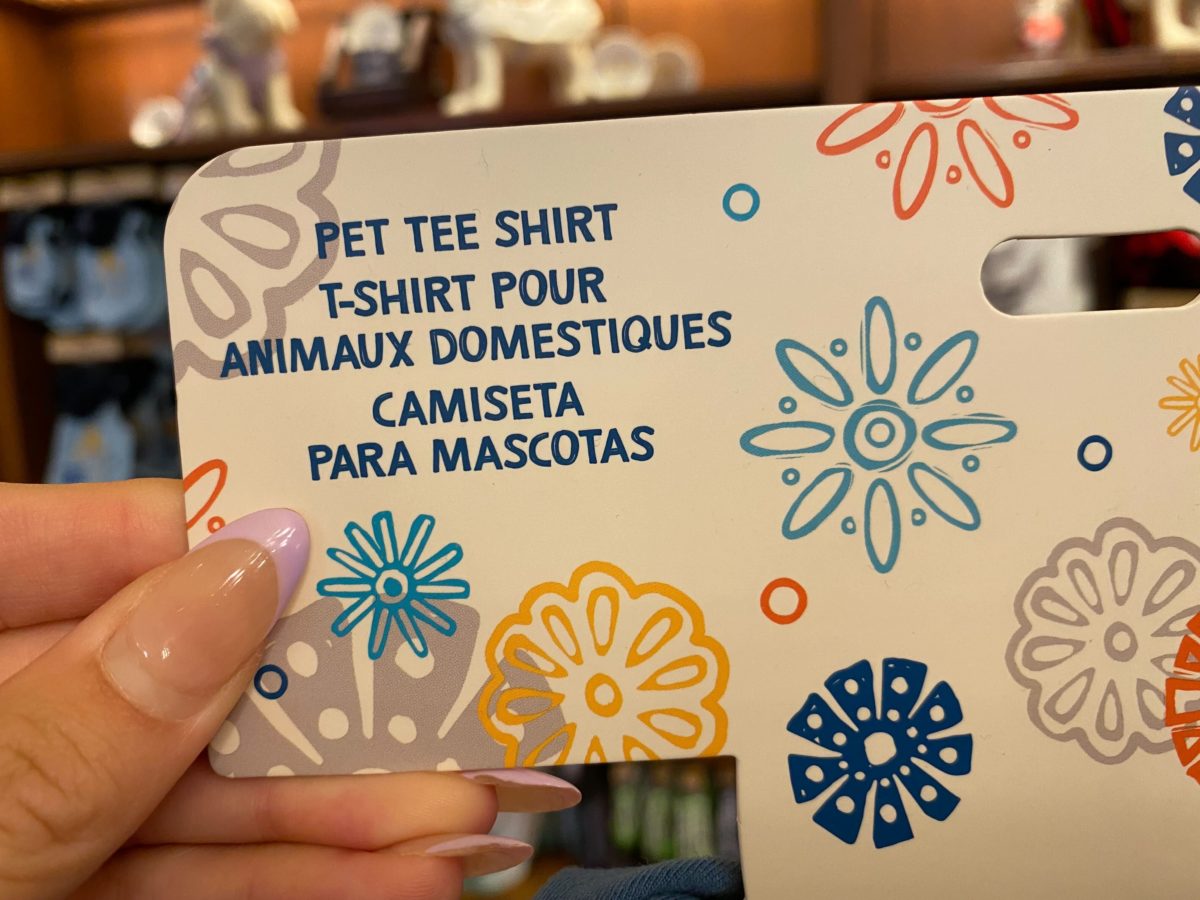 PET TEE SHIRT
T-SHIRT POUR
ANIMAUX DOMESTIQUES
CAMISETA
PARA MASCOTAS